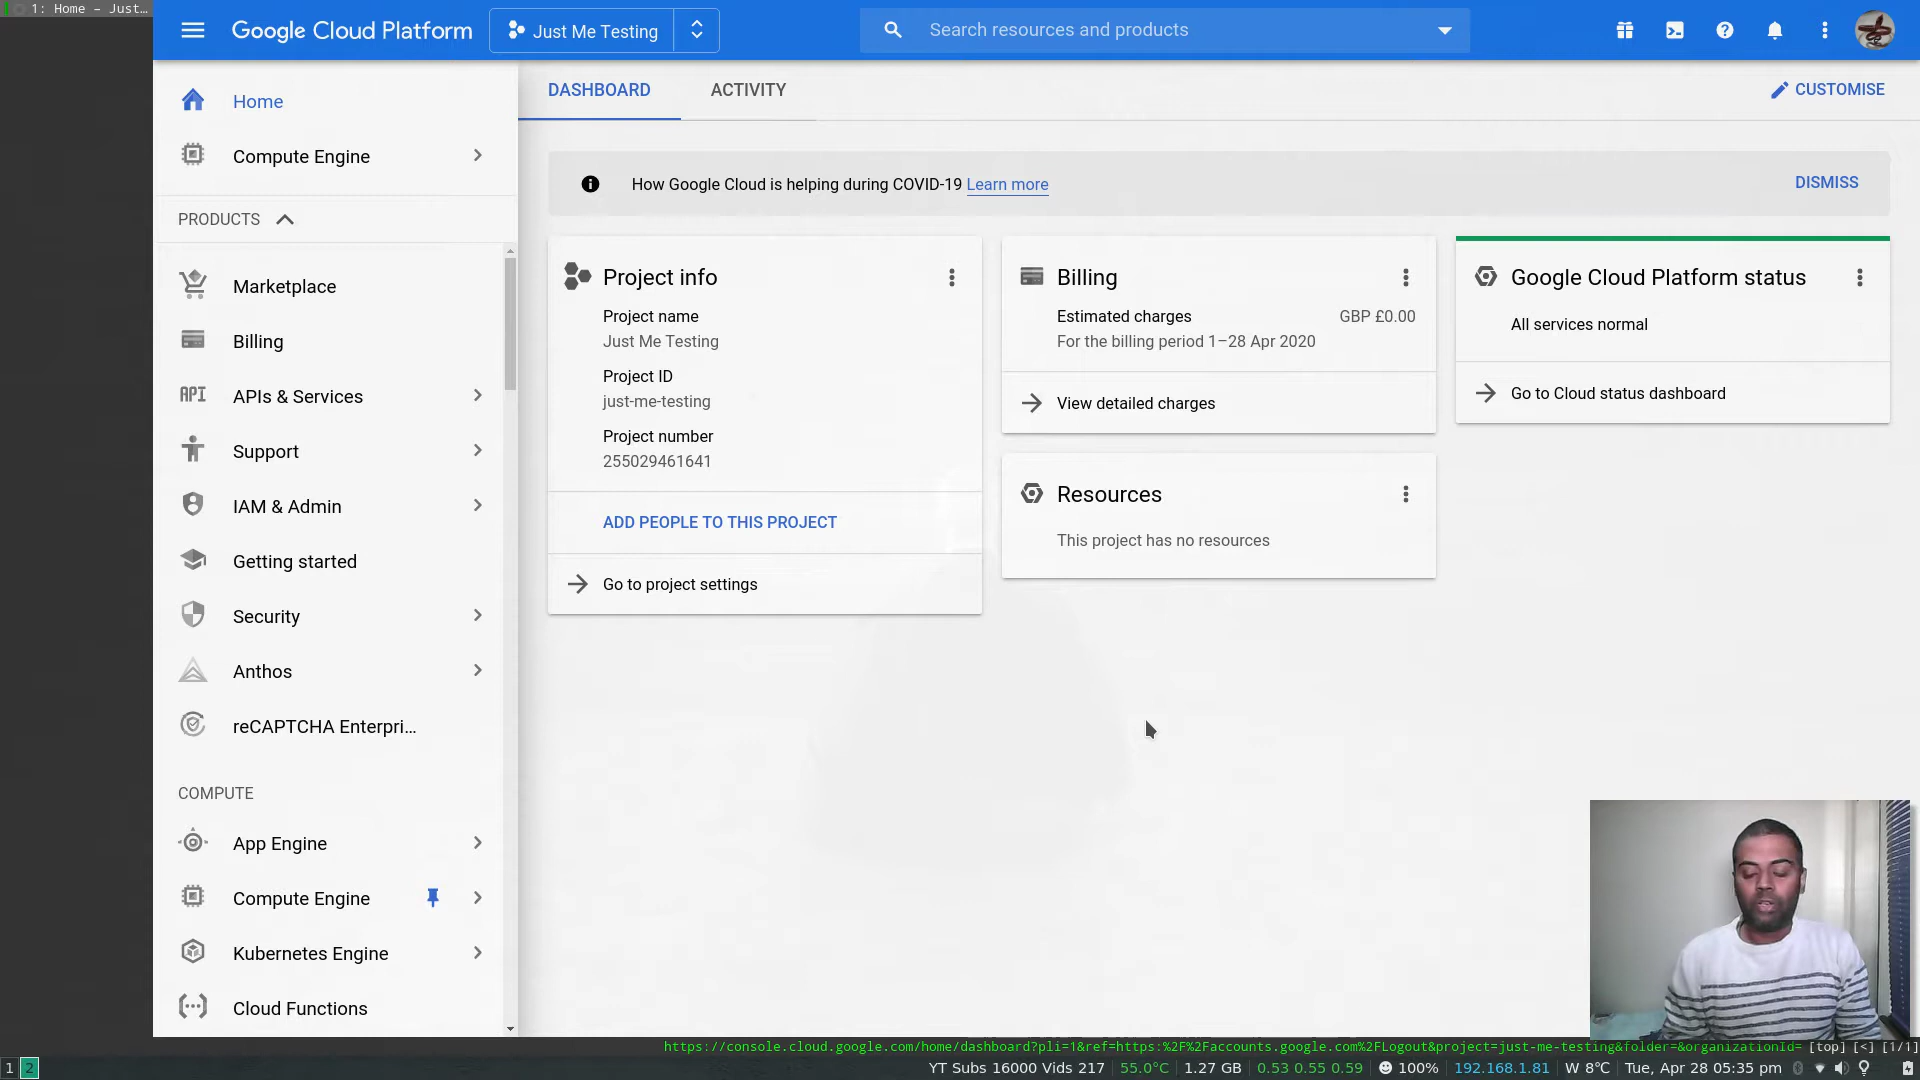 1: Home – Just…
Google Cloud Platform
Just Me Testing
Search resources and products
Home
Compute Engine
PRODUCTS
Marketplace
Billing
API
APIs & Services
Support
IAM & Admin
Getting started
Security
Anthos
reCAPTCHA Enterpri...
COMPUTE
App Engine
Compute Engine
Kubernetes Engine
Cloud Functions
DASHBOARD
ACTIVITY
CUSTOMISE
How Google Cloud is helping during COVID-19 Learn more
DISMISS
Project info
Project name
Just Me Testing
Project ID
just-me-testing
Project number
255029461641
ADD PEOPLE TO THIS PROJECT
Go to project settings
Billing
Estimated charges GBP £0.00
For the billing period 1–28 Apr 2020
View detailed charges
Resources
This project has no resources
Google Cloud Platform status
All services normal
Go to Cloud status dashboard
https://console.cloud.google.com/home/dashboard?pli=1&ref=https:%2F%2Faccounts.google.com%2FLogout&project=just-me-testing&folder=&organizationId= [top] [<] [1/1]
1 2
YT Subs 16000 Vids 217 55.0°C 1.27 GB 0.53 0.55 0.59 100% 192.168.1.81 W 8°C Tue, Apr 28 05:35 pm